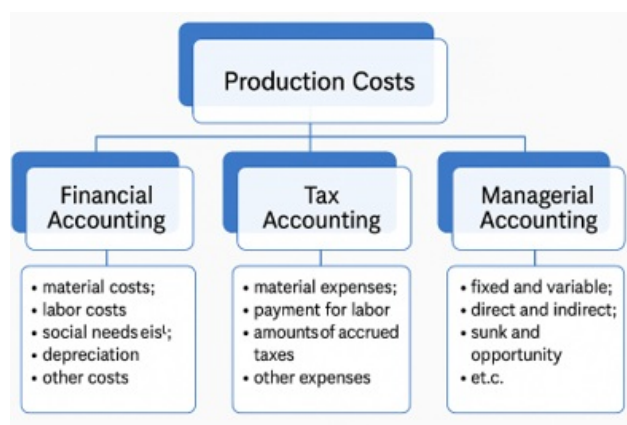 Production Costs
Financial
Accounting
Tax
Accounting
Managerial
Accounting
• material costs;
• labor costs
• social needs eisᴸ;
• depreciation
• other costs
• material expenses;
• payment for labor
• amounts of accrued
taxes
• other expenses
• fixed and variable;
• direct and indirect;
• sunk and
opportunity
• et.c.